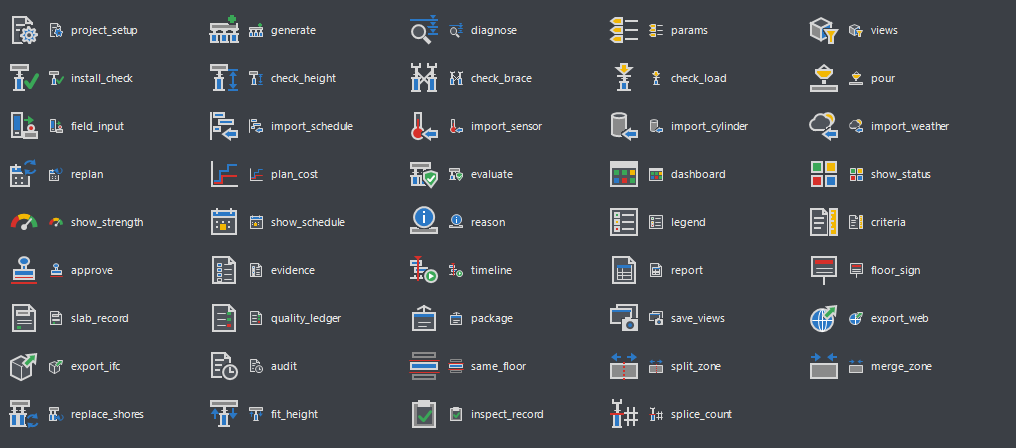 project_setup generate diagnose params views
install_check check_height check_brace check_load pour
field_input import_schedule import_sensor import_cylinder import_weather
replan plan_cost evaluate dashboard show_status
show_strength show_schedule reason legend criteria
approve evidence timeline report floor_sign
slab_record quality_ledger package save_views export_web
export_ifc audit same_floor split_zone merge_zone
replace_shores fit_height inspect_record splice_count